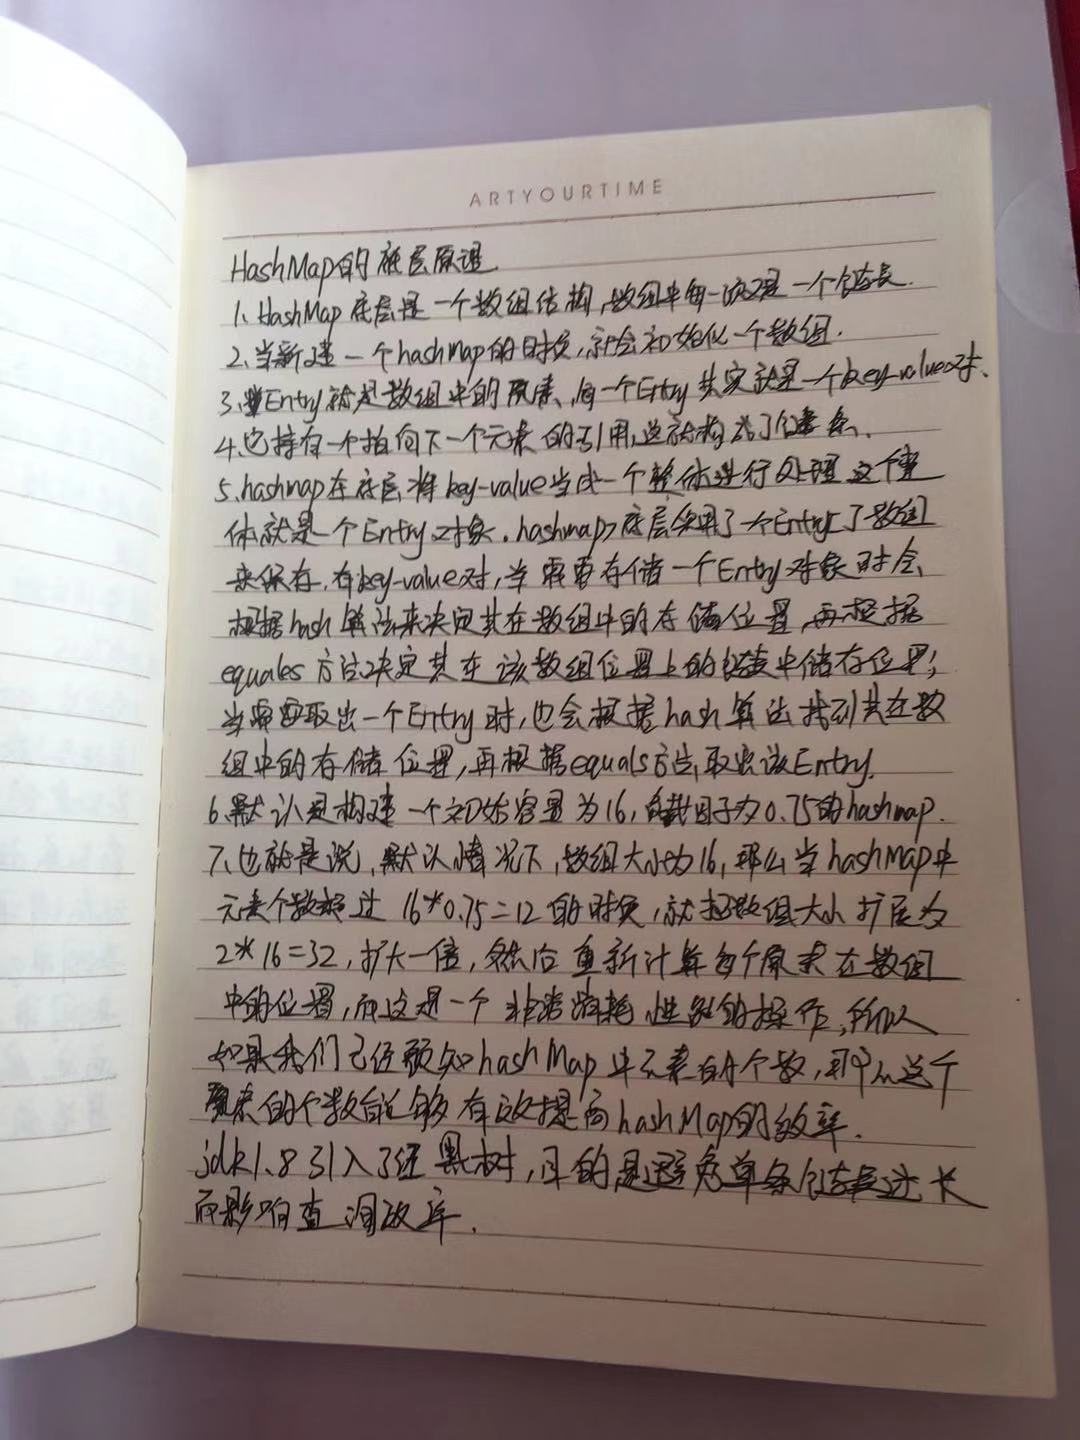 ARTYOURTIME
HashMap的底层原理
1、HashMap底层是一个数组结构,数组中每一项又是一个链表.
2、当新建一个hashMap的时候,就会初始化一个数组.
3、Entry就是数组中的元素,每一个Entry其实就是一个key-value对、
4、它持有一个指向下一个元素的引用,这就构成了链表.
5、hashmap在底层将key-value当成一个整体进行处理 这个整
体就是一个Entry对象.hashmap底层使用了一个Entry了数组
来保存,有key-value对,当需要存储一个Entry对象时会
根据hash算法来决定其在数组中的存储位置,再根据
equales方法决定其在该数组位置上的链表中储存位置;
当需要取出一个Entry时,也会根据hash算法找到其在数
组中的存储位置,再根据equals方法取出该Entry.
6、默认是构建一个初始容量为16,负载因子为0.75的hashmap.
7、也就是说,默认情况下,数组大小为16,那么当hashMap中
元素个数超过16*0.75=12的时候,就把数组大小扩展为
2*16=32,扩大一倍,然后重新计算每个原素在数组
中的位置,而这是一个非常消耗性能的操作,所以
如果我们已经预知hashMap中元素的个数,那么这个
元素的个数能够有效提高hashMap的效率.
jdk1.8引入了红黑树,目的是避免单条链表过长
而影响查询效率.